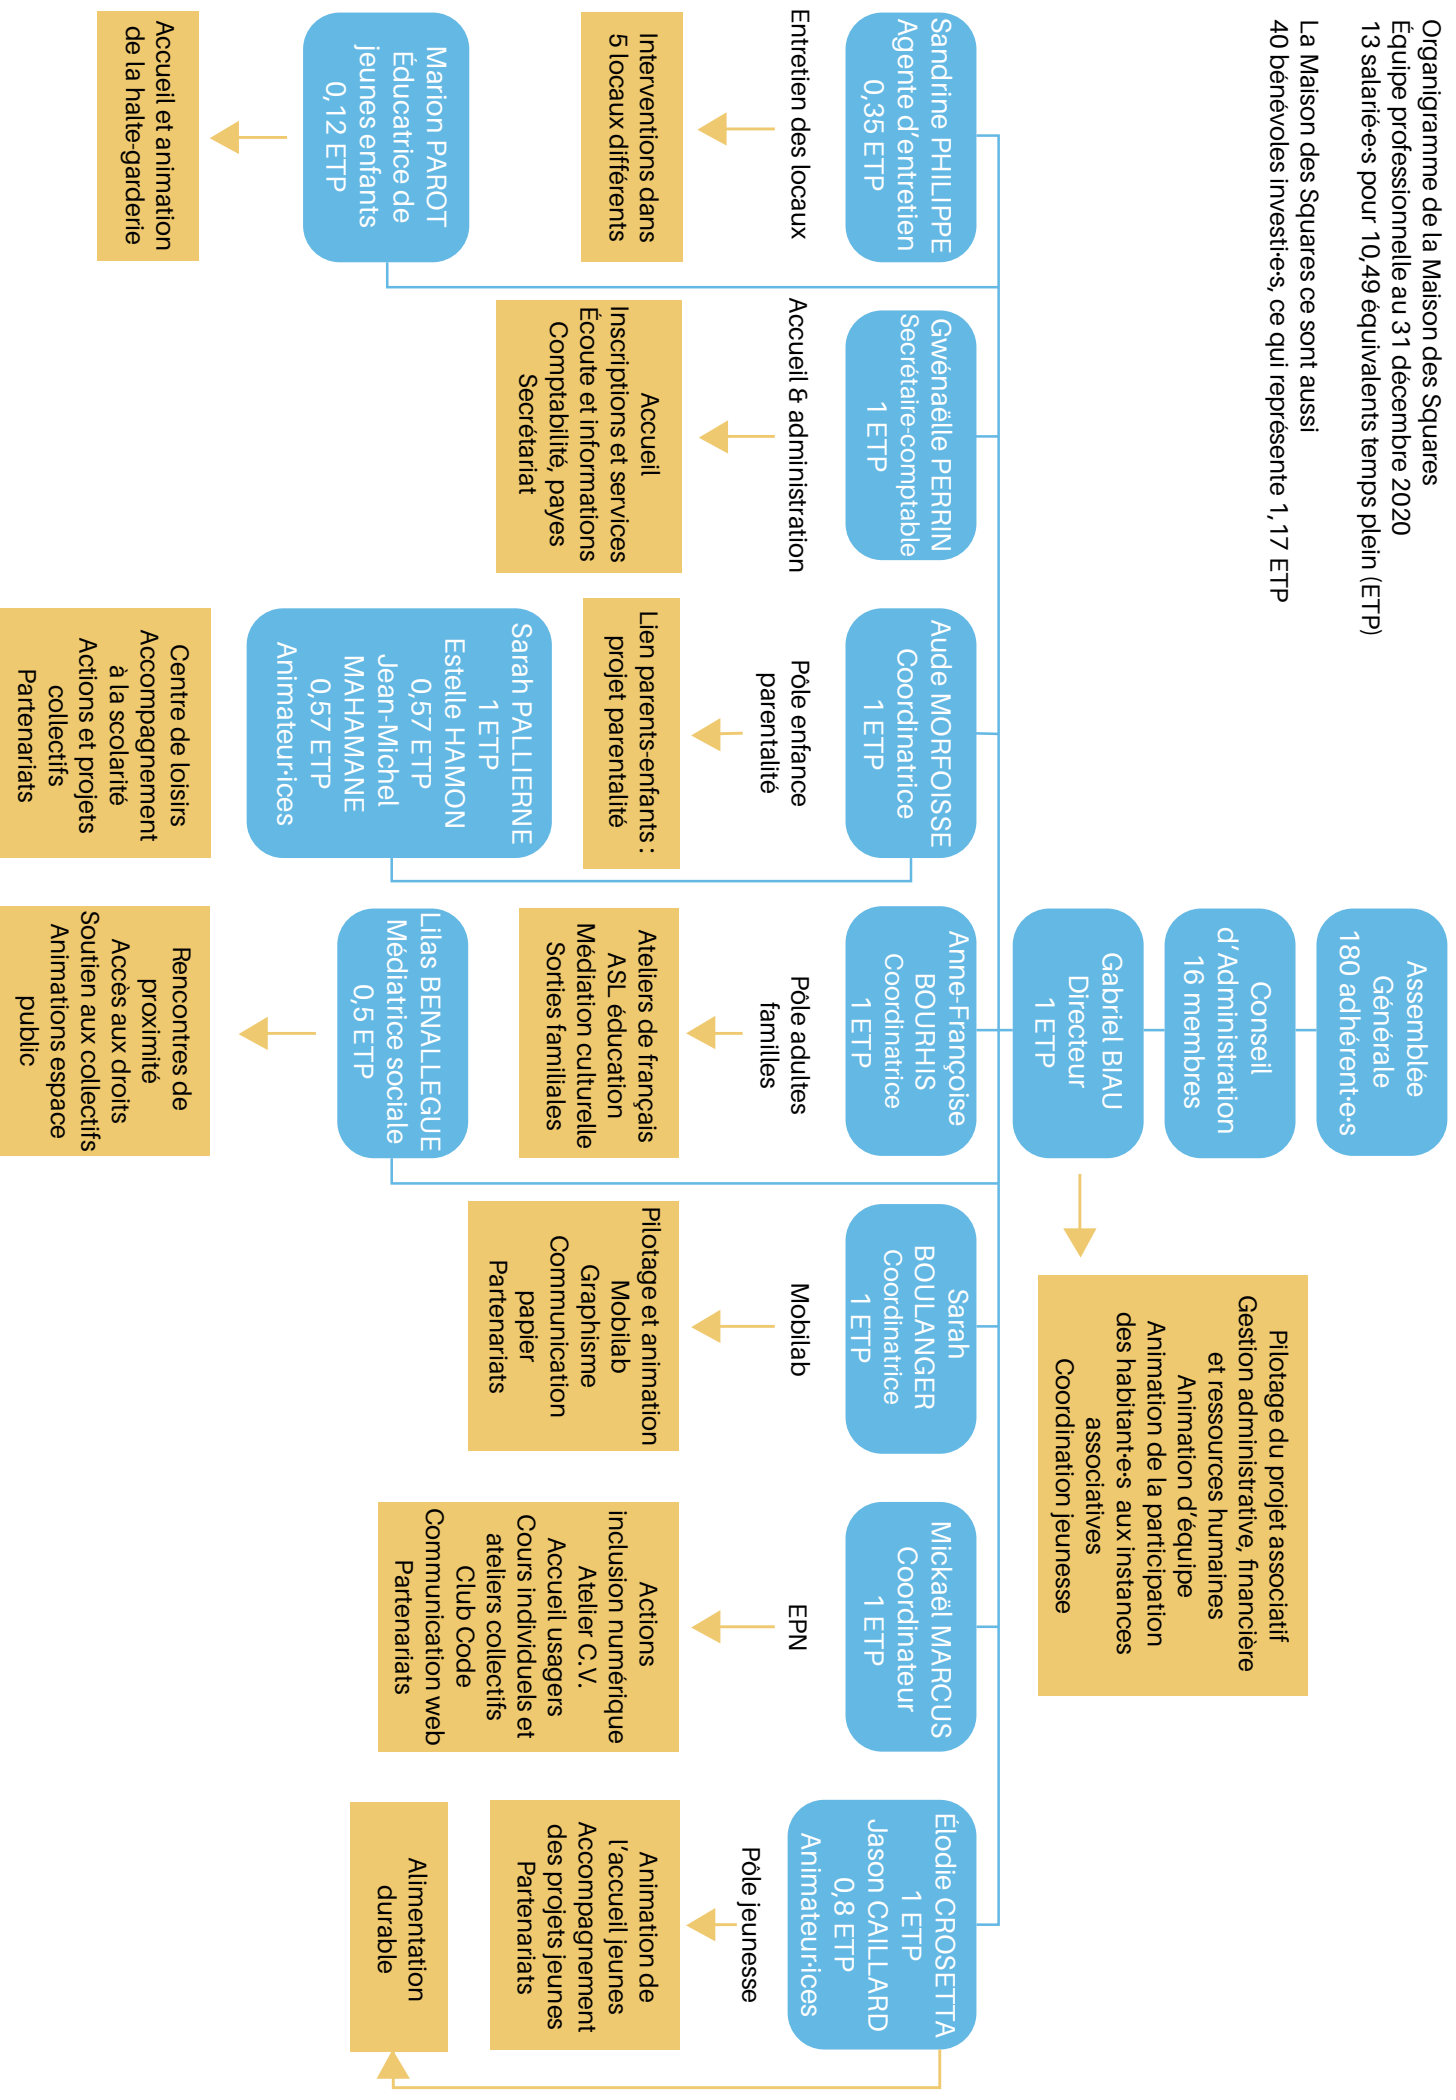 Organigramme de la Maison des Squares
Équipe professionnelle au 31 décembre 2020
13 salarié·e·s pour 10,49 équivalents temps plein (ETP)
La Maison des Squares ce sont aussi
40 bénévoles investi·e·s, ce qui représente 1,17 ETP
Assemblée
Générale
180 adhérent·e·s
Conseil
d'Administration
16 membres
Gabriel BIAU
Directeur
1 ETP
Pilotage du projet associatif
Gestion administrative, financière
et ressources humaines
Animation d'équipe
Animation de la participation
des habitant·e·s aux instances
associatives
Coordination jeunesse
Sandrine PHILIPPE
Agente d'entretien
0,35 ETP
Entretien des locaux
Interventions dans
5 locaux différents
Marion PAROT
Éducatrice de
jeunes enfants
0,12 ETP
Accueil et animation
de la halte-garderie
Gwénaëlle PERRIN
Secrétaire-comptable
1 ETP
Accueil & administration
Accueil
Inscriptions et services
Écoute et informations
Comptabilité, payes
Secrétariat
Aude MORFOISSE
Coordinatrice
1 ETP
Pôle enfance
parentalité
Lien parents-enfants :
projet parentalité
Sarah PALLIERNE
1 ETP
Estelle HAMON
0,57 ETP
Jean-Michel
MAHAMANE
0,57 ETP
Animateur·ices
Centre de loisirs
Accompagnement
à la scolarité
Actions et projets
collectifs
Partenariats
Anne-Françoise
BOURHIS
Coordinatrice
1 ETP
Pôle adultes
familles
Ateliers de français
ASL éducation
Médiation culturelle
Sorties familiales
Lilas BENALLEGUE
Médiatrice sociale
0,5 ETP
Rencontres de
proximité
Accès aux droits
Soutien aux collectifs
Animations espace
public
Sarah
BOULANGER
Coordinatrice
1 ETP
Mobilab
Pilotage et animation
Mobilab
Graphisme
Communication
papier
Partenariats
Mickaël MARCUS
Coordinateur
1 ETP
EPN
Actions
inclusion numérique
Atelier C.V.
Accueil usagers
Cours individuels et
ateliers collectifs
Club Code
Communication web
Partenariats
Élodie CROSETTA
1 ETP
Jason CAILLARD
0,8 ETP
Animateur·ices
Pôle jeunesse
Animation de
l'accueil jeunes
Accompagnement
des projets jeunes
Partenariats
Alimentation
durable